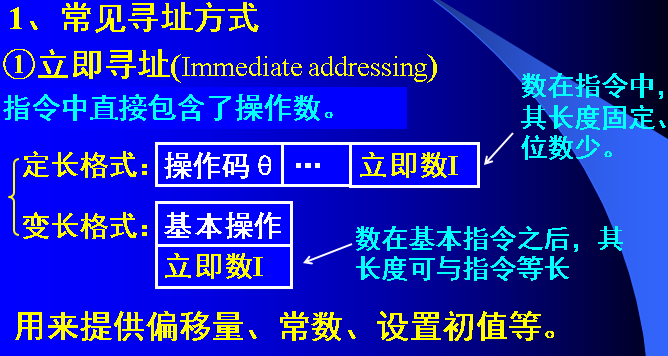 1、常见寻址方式
①立即寻址(Immediate addressing)
指令中直接包含了操作数。
数在指令中，
其长度固定、
位数少。
定长格式：操作码θ … 立即数I
变长格式：基本操作
立即数I
数在基本指令之后，其
长度可与指令等长
用来提供偏移量、常数、设置初值等。